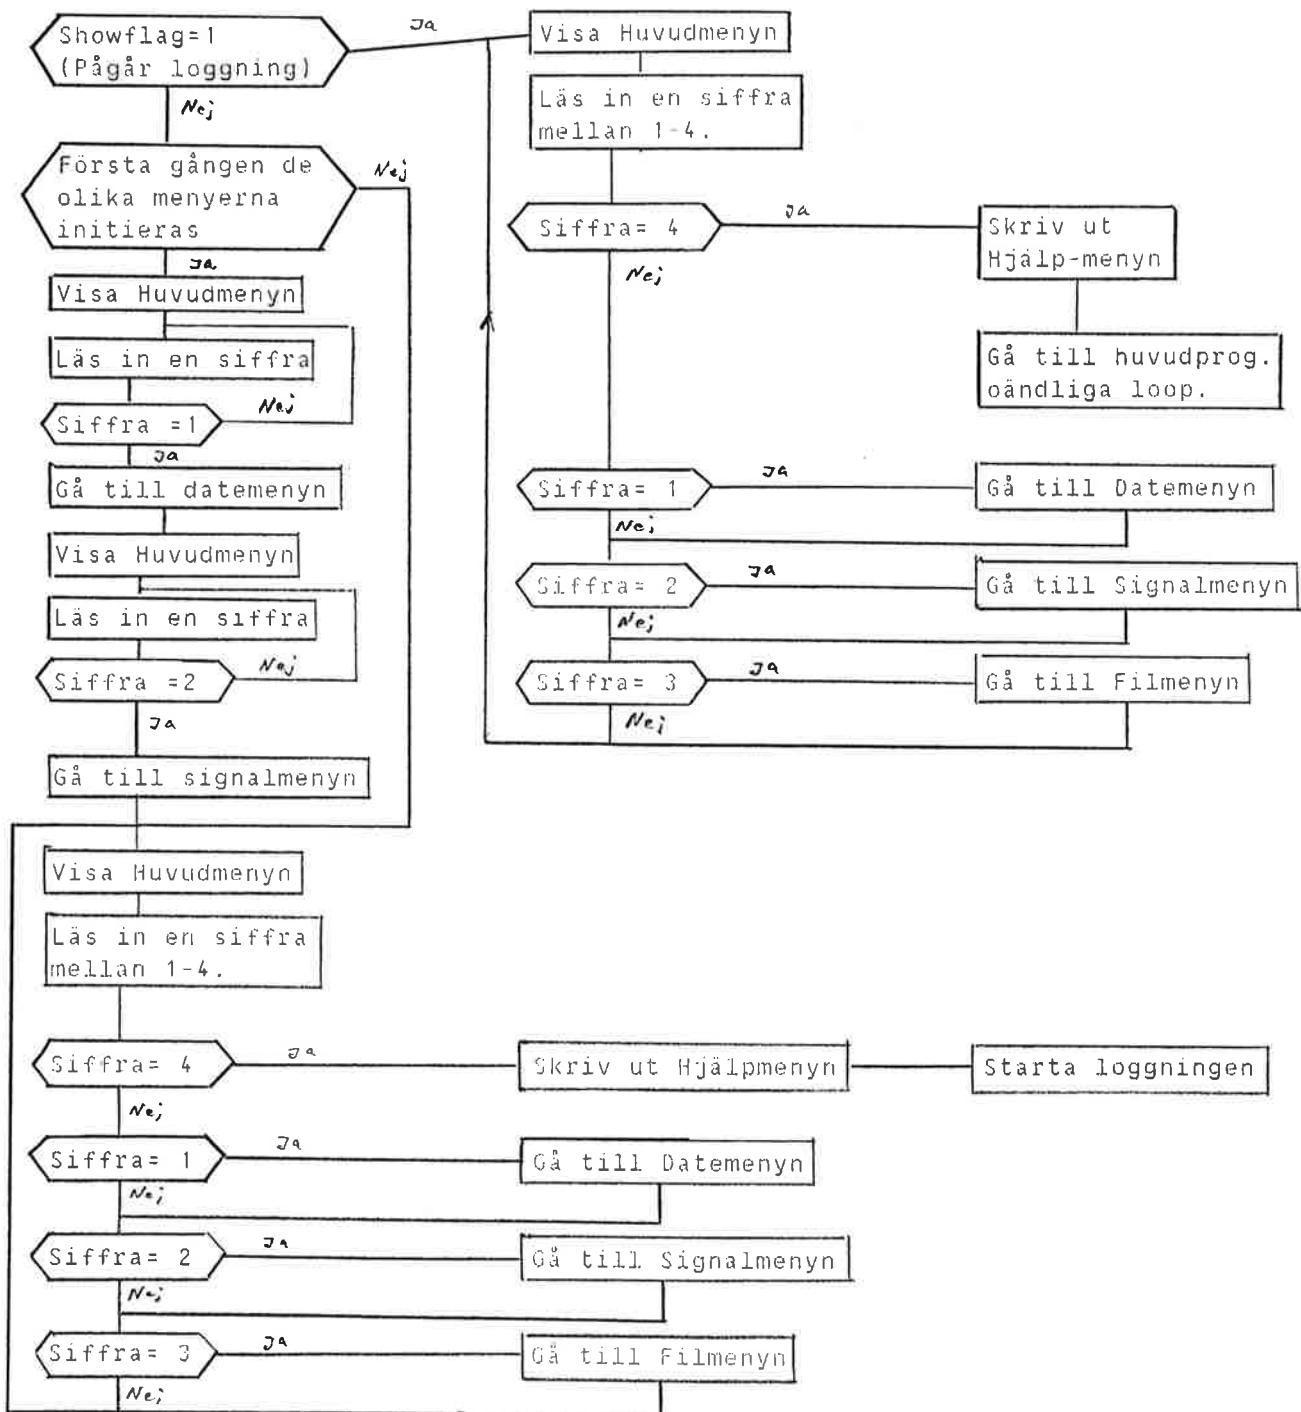 Showflag=1
(Pågår loggning)
Ja
Nej
Första gången de
olika menyerna
initieras
Nej
Ja
Visa Huvudmenyn
Läs in en siffra
Nej
Siffra =1
Ja
Gå till datemenyn
Visa Huvudmenyn
Läs in en siffra
Nej
Siffra =2
Ja
Gå till signalmenyn
Visa Huvudmenyn
Läs in en siffra
mellan 1-4.
Siffra= 4
Ja
Skriv ut Hjälpmenyn
Starta loggningen
Nej
Siffra= 1
Ja
Gå till Datemenyn
Nej
Siffra= 2
Ja
Gå till Signalmenyn
Nej
Siffra= 3
Ja
Gå till Filmenyn
Nej
Visa Huvudmenyn
Läs in en siffra
mellan 1-4.
Siffra= 4
Ja
Skriv ut
Hjälp-menyn
Gå till huvudprog.
oändliga loop.
Nej
Siffra= 1
Ja
Gå till Datemenyn
Nej
Siffra= 2
Ja
Gå till Signalmenyn
Nej
Siffra= 3
Ja
Gå till Filmenyn
Nej